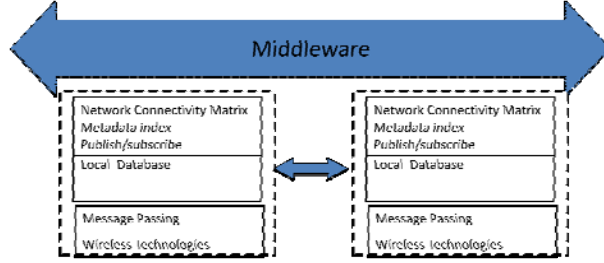 Middleware
Network Connectivity Matrix
Metadata index
Publish/subscribe
Local Database
Message Passing
Wireless Technologies
Network Connectivity Matrix
Metadata index
Publish/subscribe
Local Database
Message Passing
Wireless Technologies